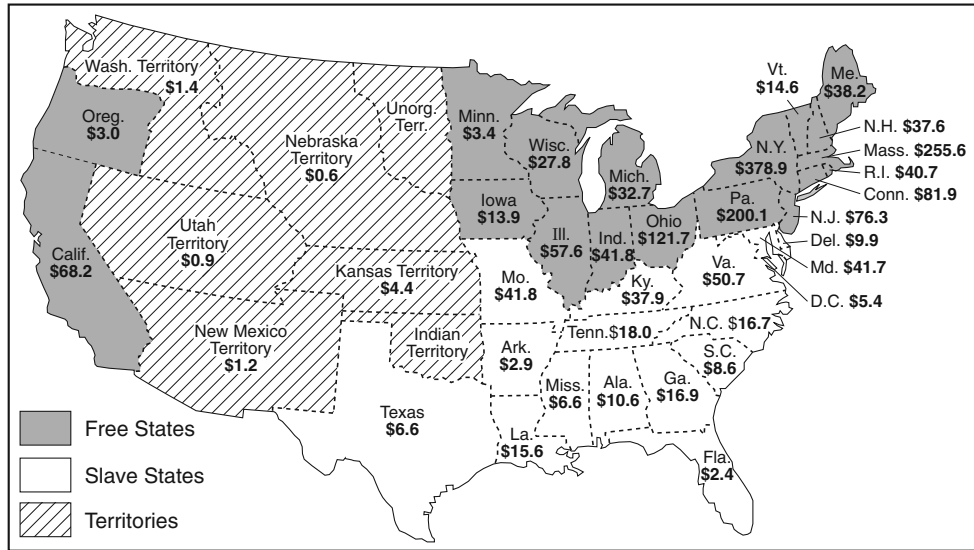 Wash. Territory
$1.4
Oreg.
$3.0
Nebraska
Territory
$0.6
Unorg.
Terr.
Minn.
$3.4
Wisc.
$27.8
Mich.
$32.7
Vt.
$14.6
Me.
$38.2
N.H. $37.6
N.Y.
$378.9
Mass. $255.6
R.I. $40.7
Conn. $81.9
Iowa
$13.9
Ill.
$57.6
Ind.
$41.8
Ohio
$121.7
Pa.
$200.1
N.J. $76.3
Del. $9.9
Md. $41.7
D.C. $5.4
Calif.
$68.2
Utah
Territory
$0.9
Kansas Territory
$4.4
Mo.
$41.8
Ky.
$37.9
Va.
$50.7
New Mexico
Territory
$1.2
Indian
Territory
Ark.
$2.9
Tenn.$18.0
N.C. $16.7
S.C.
$8.6
Texas
$6.6
La.
$15.6
Miss.
$6.6
Ala.
$10.6
Ga.
$16.9
Fla.
$2.4
Free States
Slave States
Territories